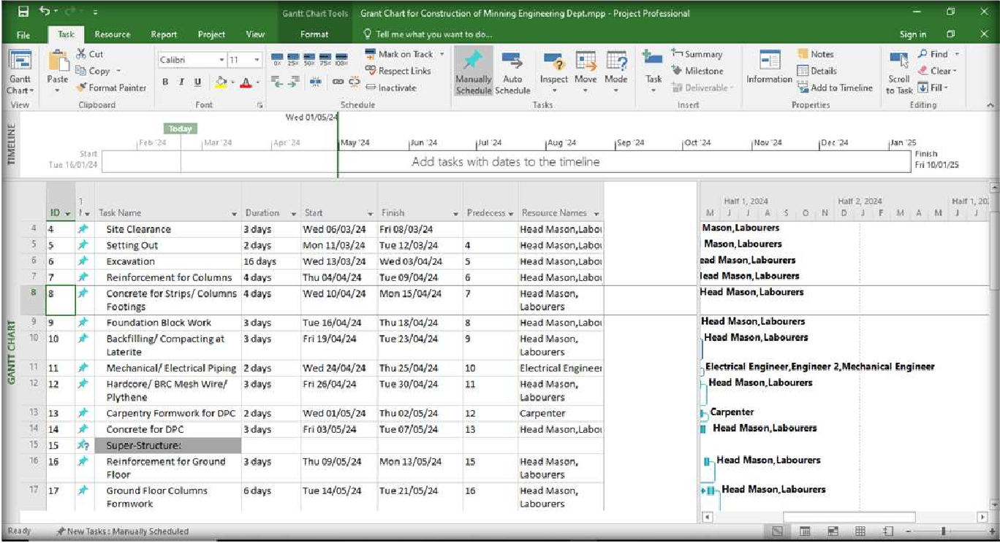 Gantt Chart Tools Grant Chart for Construction of Minning Engineering Dept.mpp - Project Professional
File Task Resource Report Project View Format Tell me what you want to do... Sign in
Gantt Chart
View
Paste
Cut
Copy
Format Painter
Clipboard
Calibri 11
B I U A
Font
0% 25% 50% 75% 100%
Mark on Track
Respect Links
Inactivate
Schedule
Manually Schedule
Auto Schedule
Inspect
Move
Mode
Tasks
Task
Summary
Milestone
Deliverable
Insert
Information
Notes
Details
Add to Timeline
Properties
Scroll to Task
Find
Clear
Fill
Editing
TIMELINE
Wed 01/05/24
Today
Feb '24 Mar '24 Apr '24 May '24 Jun '24 Jul '24 Aug '24 Sep '24 Oct '24 Nov '24 Dec '24 Jan '25
Start
Tue 16/01/24
Add tasks with dates to the timeline
Finish
Fri 10/01/25
GANTT CHART
ID Task Name Duration Start Finish Predecess Resource Names
Half 1, 2024 Half 2, 2024 Half 1, 20
M J J A S O N D J F M A M J J
4 4 Site Clearance 3 days Wed 06/03/24 Fri 08/03/24 Head Mason,Labou Mason,Labourers
5 5 Setting Out 2 days Mon 11/03/24 Tue 12/03/24 4 Head Mason,Labou Mason,Labourers
6 6 Excavation 16 days Wed 13/03/24 Wed 03/04/24 5 Head Mason,Labou ead Mason,Labourers
7 7 Reinforcement for Columns 4 days Thu 04/04/24 Tue 09/04/24 6 Head Mason,Labou Head Mason,Labourers
8 8 Concrete for Strips/ Columns 4 days Wed 10/04/24 Mon 15/04/24 7 Head Mason, Head Mason,Labourers
Footings Labourers
9 9 Foundation Block Work 3 days Tue 16/04/24 Thu 18/04/24 8 Head Mason,Labou Head Mason,Labourers
10 10 Backfilling/ Compacting at 3 days Fri 19/04/24 Tue 23/04/24 9 Head Mason, Head Mason,Labourers
Laterite Labourers
11 11 Mechanical/ Electrical Piping 2 days Wed 24/04/24 Thu 25/04/24 10 Electrical Engineer Electrical Engineer,Engineer 2,Mechanical Engineer
12 12 Hardcore/ BRC Mesh Wire/ 3 days Fri 26/04/24 Tue 30/04/24 11 Head Mason, Head Mason,Labourers
Plythene Labourers
13 13 Carpentry Formwork for DPC 2 days Wed 01/05/24 Thu 02/05/24 12 Carpenter Carpenter
14 14 Concrete for DPC 3 days Fri 03/05/24 Tue 07/05/24 13 Head Mason,Labou Head Mason,Labourers
15 15 Super-Structure:
16 16 Reinforcement for Ground 3 days Thu 09/05/24 Mon 13/05/24 15 Head Mason, Head Mason,Labourers
Floor Labourers
17 17 Ground Floor Columns 6 days Tue 14/05/24 Tue 21/05/24 16 Head Mason, Head Mason,Labourers
Formwork Labourers
Ready New Tasks : Manually Scheduled